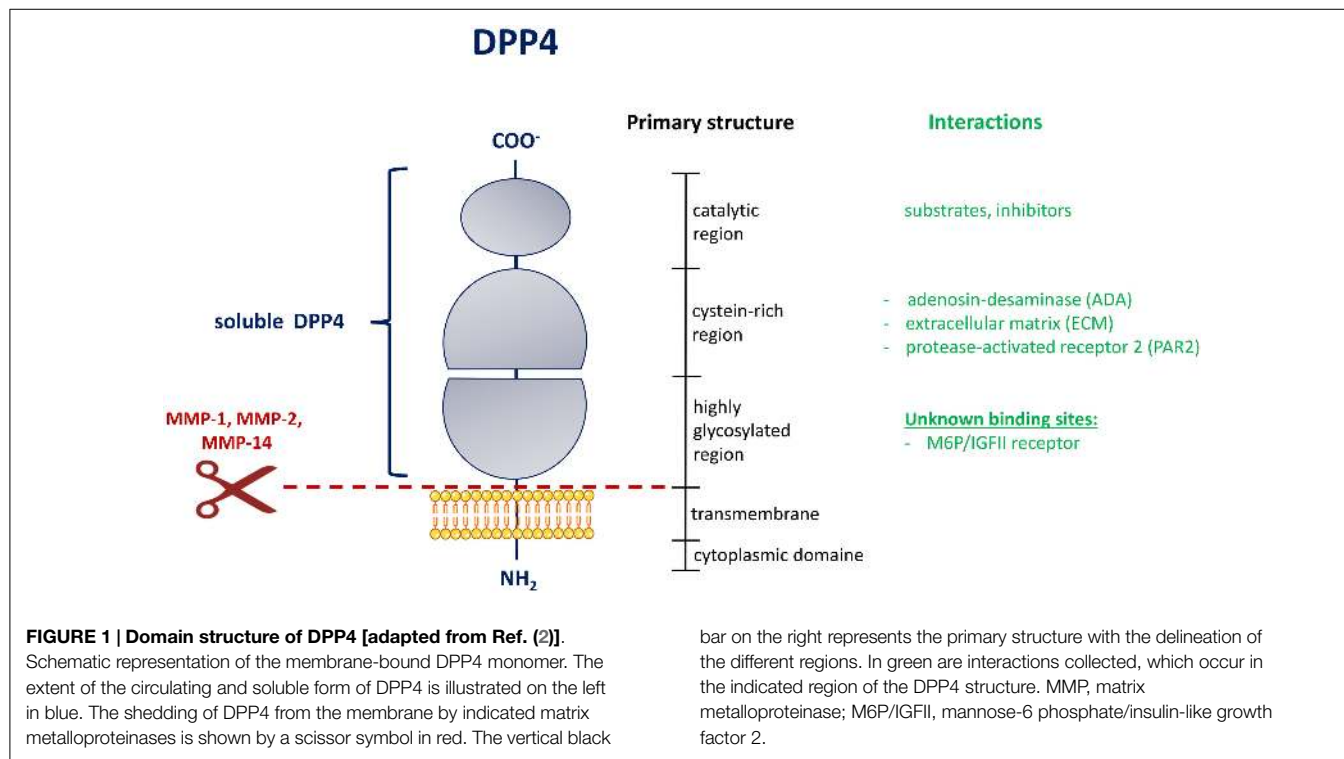 DPP4
Primary structure
Interactions
COO-
catalytic
region
substrates, inhibitors
soluble DPP4
cystein-rich
region
- adenosin-desaminase (ADA)
- extracellular matrix (ECM)
- protease-activated receptor 2 (PAR2)
MMP-1, MMP-2,
MMP-14
highly
glycosylated
region
Unknown binding sites:
- M6P/IGFII receptor
transmembrane
cytoplasmic domaine
NH2
FIGURE 1 | Domain structure of DPP4 [adapted from Ref. (2)].
Schematic representation of the membrane-bound DPP4 monomer. The
extent of the circulating and soluble form of DPP4 is illustrated on the left
in blue. The shedding of DPP4 from the membrane by indicated matrix
metalloproteinases is shown by a scissor symbol in red. The vertical black
bar on the right represents the primary structure with the delineation of
the different regions. In green are interactions collected, which occur in
the indicated region of the DPP4 structure. MMP, matrix
metalloproteinase; M6P/IGFII, mannose-6 phosphate/insulin-like growth
factor 2.